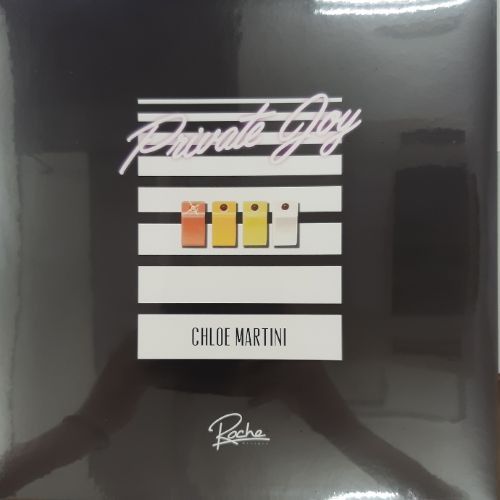 Private Joy
CHLOE MARTINI
Roche